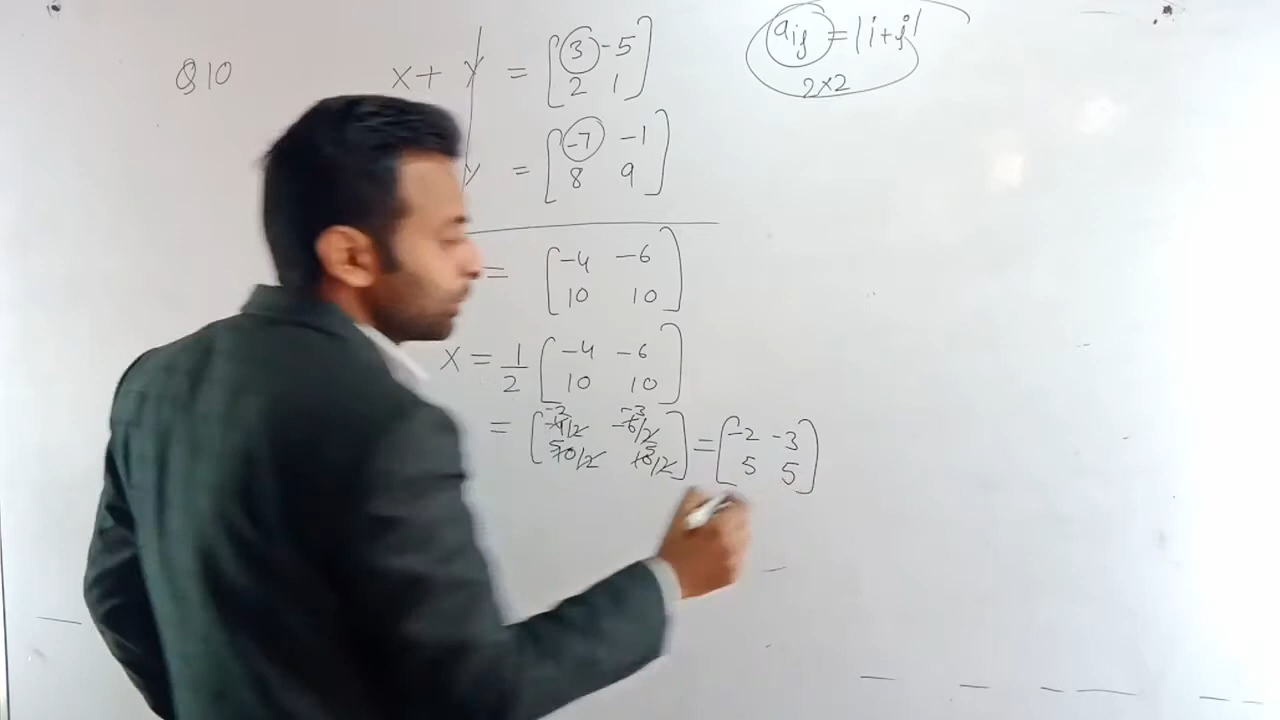 Q10
x + y = [3 -5
2 1]
y = [-7 -1
8 9]
= [-4 -6
10 10]
x = 1/2 [-4 -6
10 10]
= [-4/2 -6/2
10/2 10/2] = [-2 -3
5 5]
aij = |i+j|
2×2